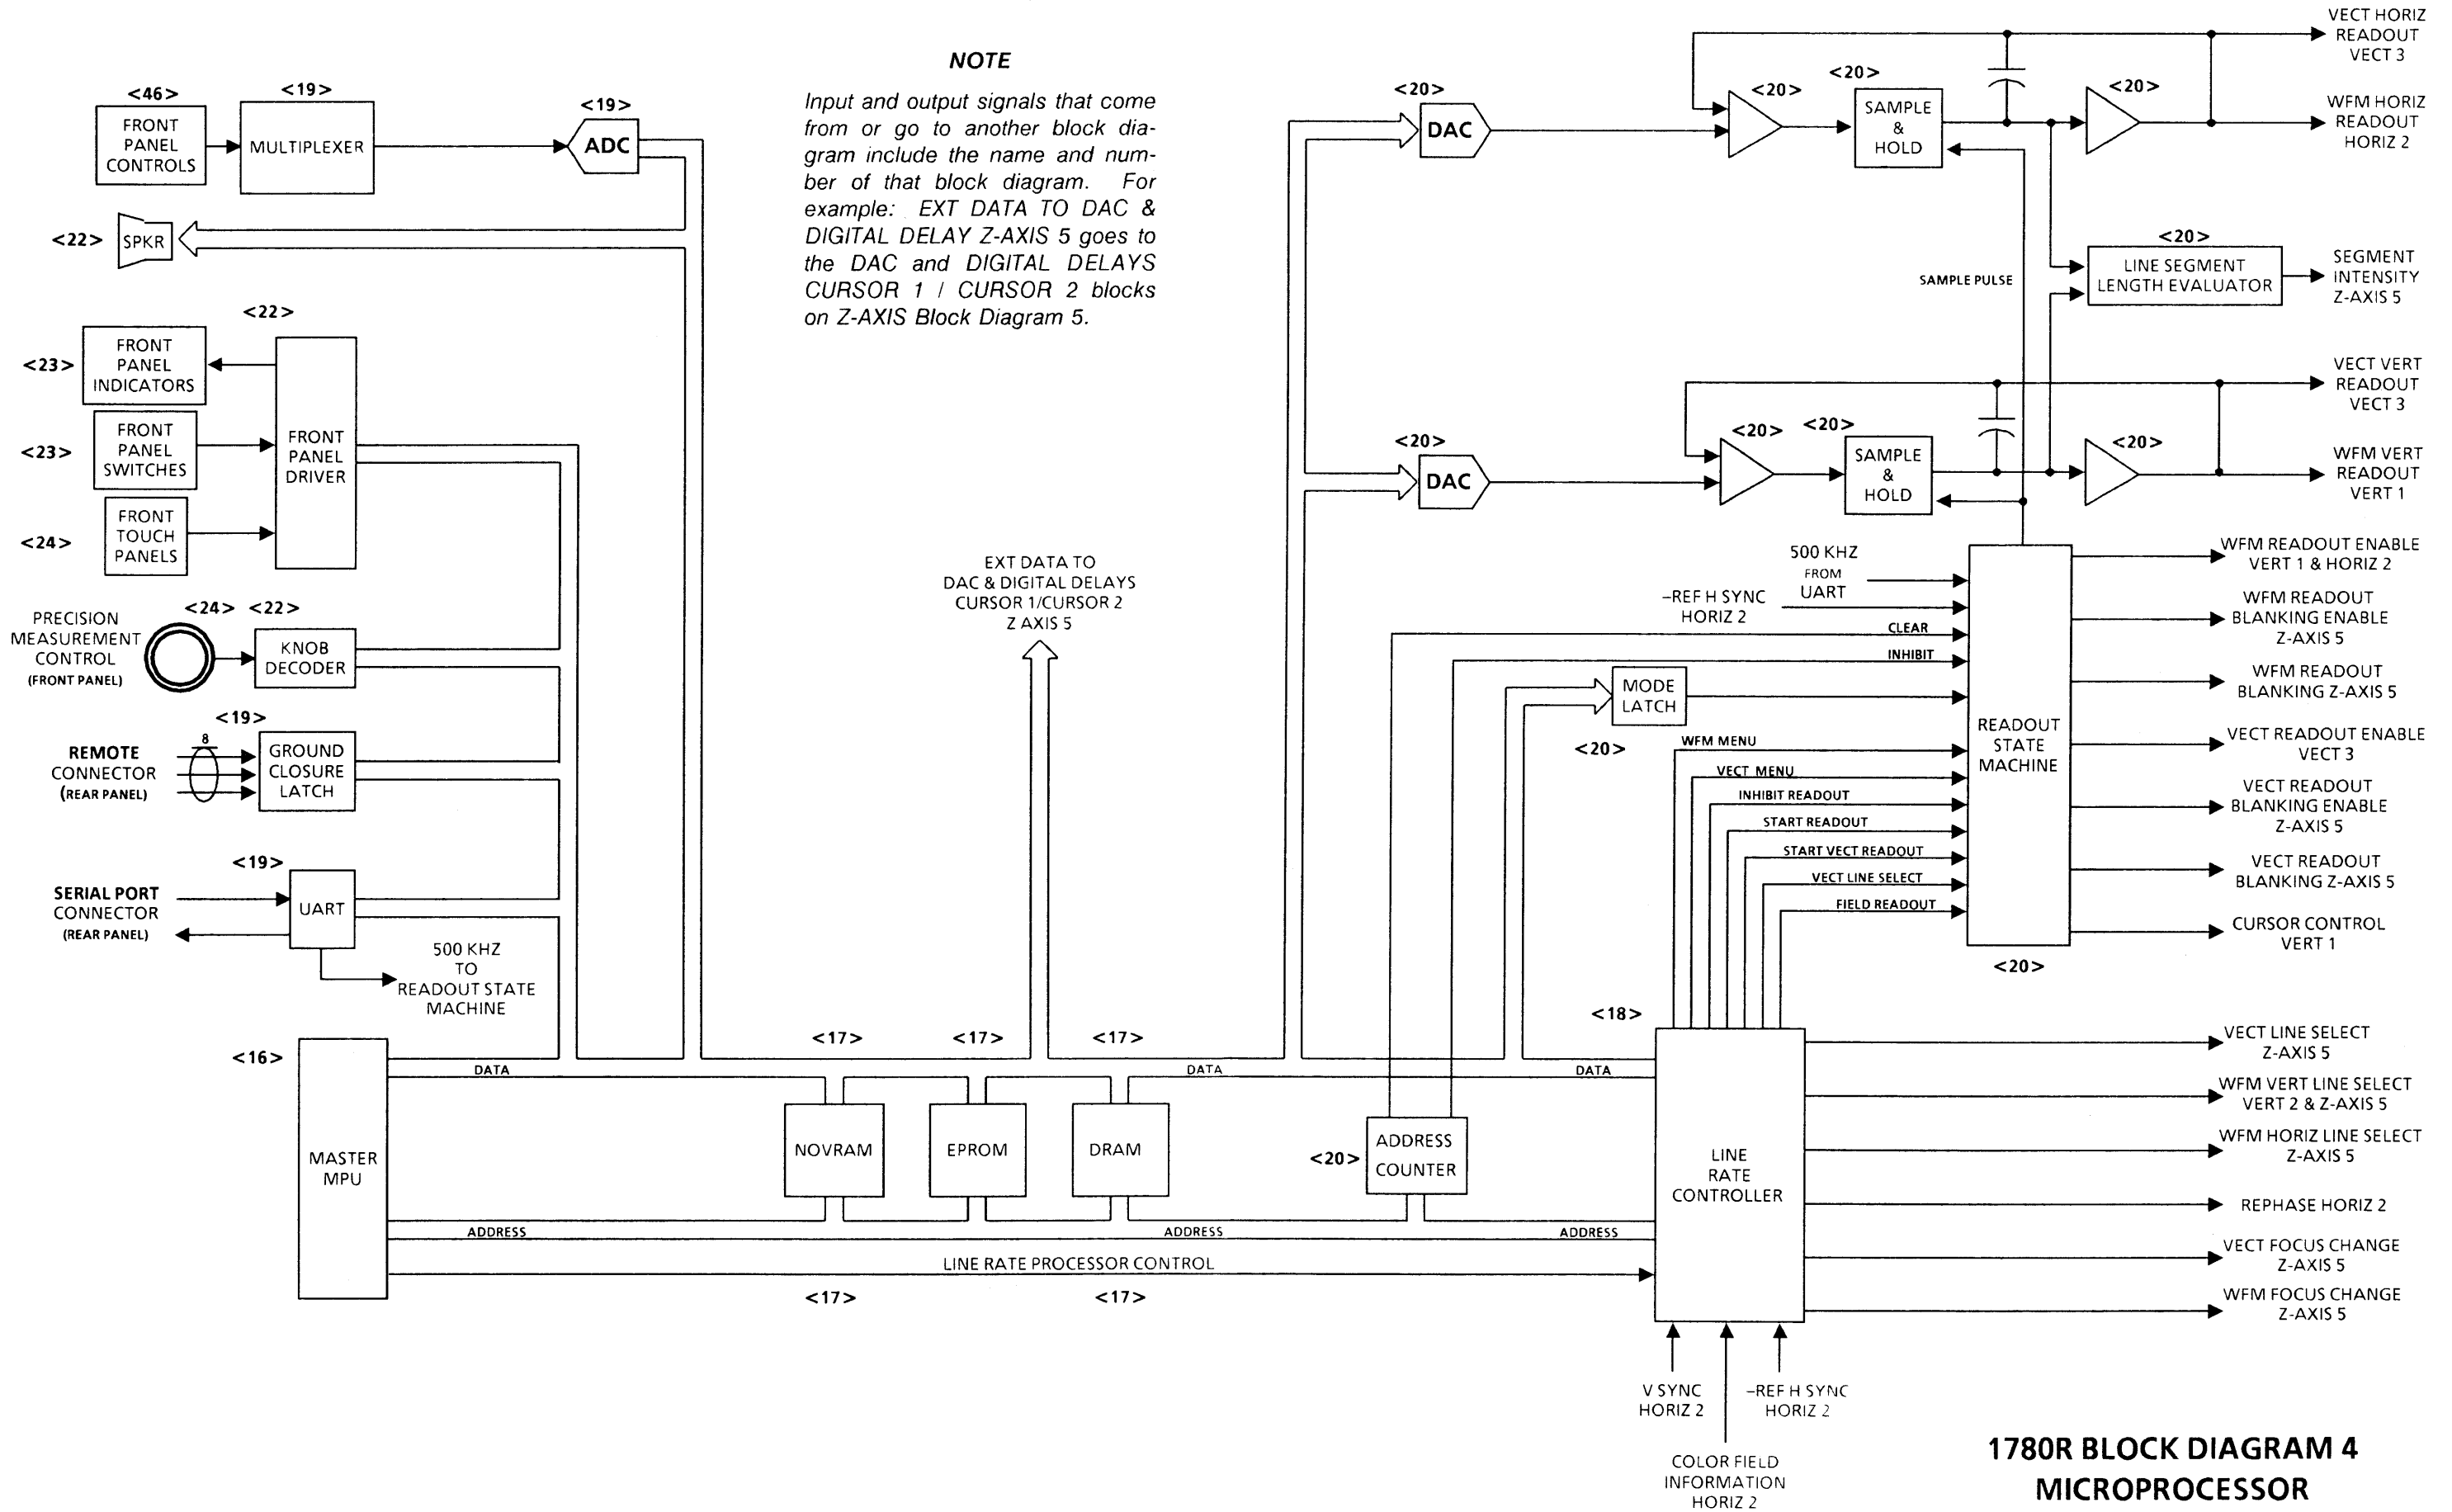 NOTE
Input and output signals that come
from or go to another block dia-
gram include the name and num-
ber of that block diagram. For
example: EXT DATA TO DAC &
DIGITAL DELAY Z-AXIS 5 goes to
the DAC and DIGITAL DELAYS
CURSOR 1 / CURSOR 2 blocks
on Z-AXIS Block Diagram 5.
<46>
FRONT
PANEL
CONTROLS
<19>
MULTIPLEXER
<19>
ADC
<22>
SPKR
<22>
<23>
FRONT
PANEL
INDICATORS
<23>
FRONT
PANEL
SWITCHES
<24>
FRONT
TOUCH
PANELS
FRONT
PANEL
DRIVER
PRECISION
MEASUREMENT
CONTROL
(FRONT PANEL)
<24>
<22>
KNOB
DECODER
<19>
REMOTE
CONNECTOR
(REAR PANEL)
8
GROUND
CLOSURE
LATCH
<19>
SERIAL PORT
CONNECTOR
(REAR PANEL)
UART
500 KHZ
TO
READOUT STATE
MACHINE
<16>
MASTER
MPU
DATA
ADDRESS
<17>
NOVRAM
<17>
EPROM
<17>
DRAM
DATA
ADDRESS
LINE RATE PROCESSOR CONTROL
<17>
<17>
EXT DATA TO
DAC & DIGITAL DELAYS
CURSOR 1/CURSOR 2
Z AXIS 5
<20>
DAC
<20>
<20>
SAMPLE
&
HOLD
<20>
VECT HORIZ
READOUT
VECT 3
WFM HORIZ
READOUT
HORIZ 2
<20>
LINE SEGMENT
LENGTH EVALUATOR
SEGMENT
INTENSITY
Z-AXIS 5
SAMPLE PULSE
<20>
DAC
<20>
<20>
SAMPLE
&
HOLD
<20>
VECT VERT
READOUT
VECT 3
WFM VERT
READOUT
VERT 1
500 KHZ
FROM
UART
–REF H SYNC
HORIZ 2
CLEAR
INHIBIT
MODE
LATCH
<20>
WFM MENU
VECT MENU
INHIBIT READOUT
START READOUT
START VECT READOUT
VECT LINE SELECT
FIELD READOUT
READOUT
STATE
MACHINE
<20>
WFM READOUT ENABLE
VERT 1 & HORIZ 2
WFM READOUT
BLANKING ENABLE
Z-AXIS 5
WFM READOUT
BLANKING Z-AXIS 5
VECT READOUT ENABLE
VECT 3
VECT READOUT
BLANKING ENABLE
Z-AXIS 5
VECT READOUT
BLANKING Z-AXIS 5
CURSOR CONTROL
VERT 1
<20>
ADDRESS
COUNTER
DATA
ADDRESS
<18>
LINE
RATE
CONTROLLER
VECT LINE SELECT
Z-AXIS 5
WFM VERT LINE SELECT
VERT 2 & Z-AXIS 5
WFM HORIZ LINE SELECT
Z-AXIS 5
REPHASE HORIZ 2
VECT FOCUS CHANGE
Z-AXIS 5
WFM FOCUS CHANGE
Z-AXIS 5
V SYNC
HORIZ 2
–REF H SYNC
HORIZ 2
COLOR FIELD
INFORMATION
HORIZ 2
1780R BLOCK DIAGRAM 4
MICROPROCESSOR